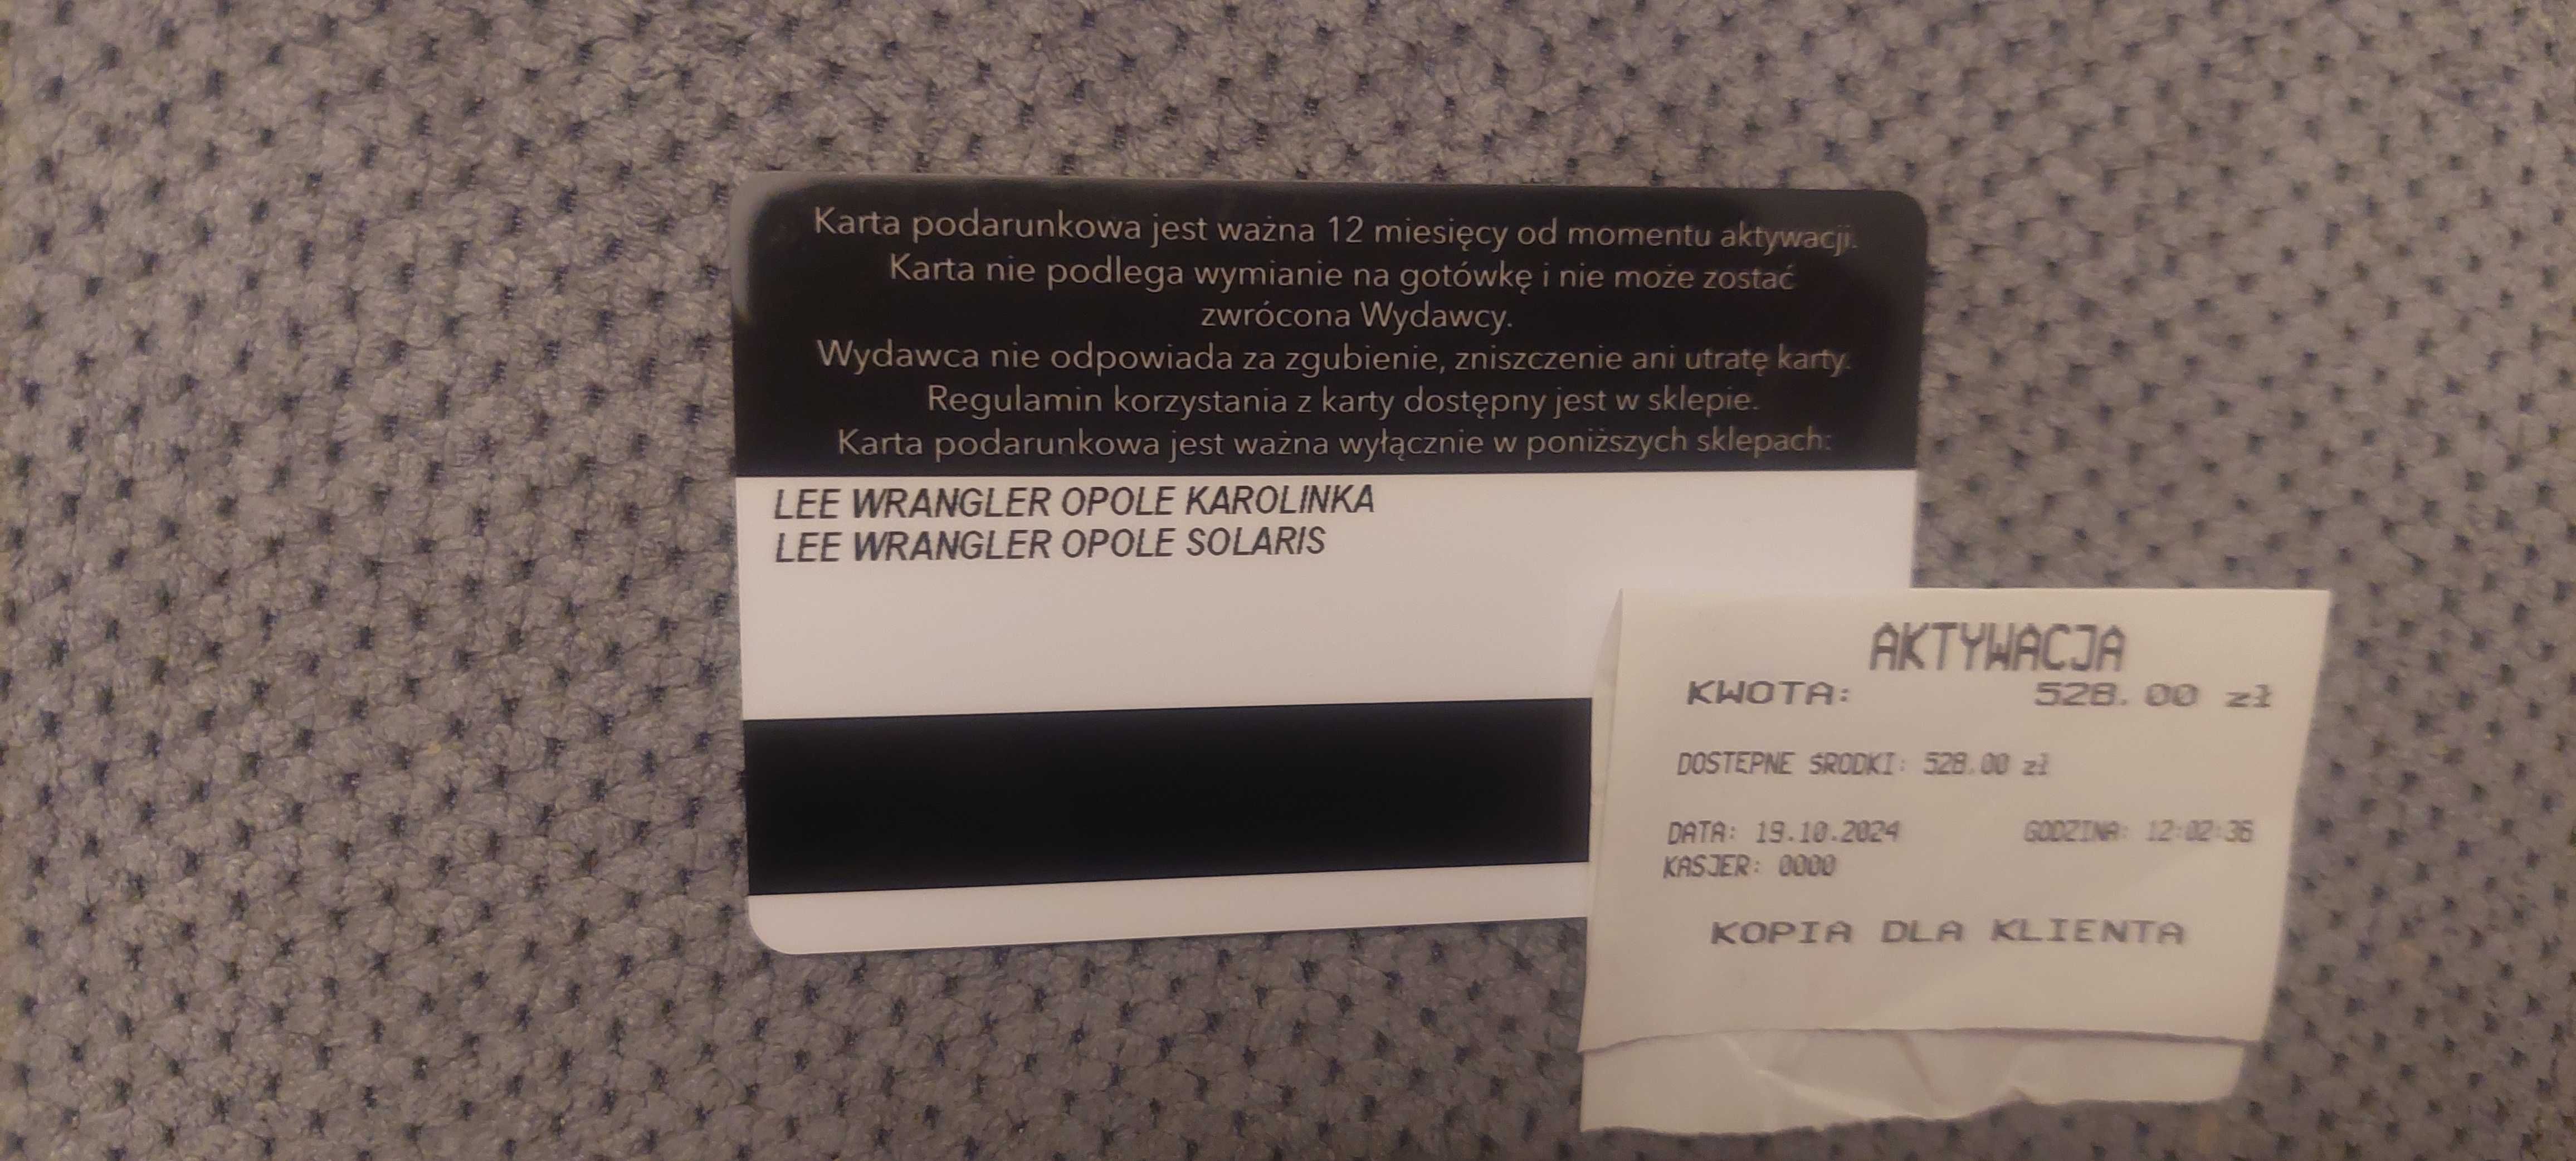 Karta podarunkowa jest ważna 12 miesięcy od momentu aktywacji.
Karta nie podlega wymianie na gotówkę i nie może zostać
zwrócona Wydawcy.
Wydawca nie odpowiada za zgubienie, zniszczenie ani utratę karty.
Regulamin korzystania z karty dostępny jest w sklepie.
Karta podarunkowa jest ważna wyłącznie w poniższych sklepach:
LEE WRANGLER OPOLE KAROLINKA
LEE WRANGLER OPOLE SOLARIS
AKTYWACJA
KWOTA: 528.00 zł
DOSTEPNE ŚRODKI: 528.00 zł
DATA: 19.10.2024 GODZINA: 12:02:36
KASJER: 0000
KOPIA DLA KLIENTA